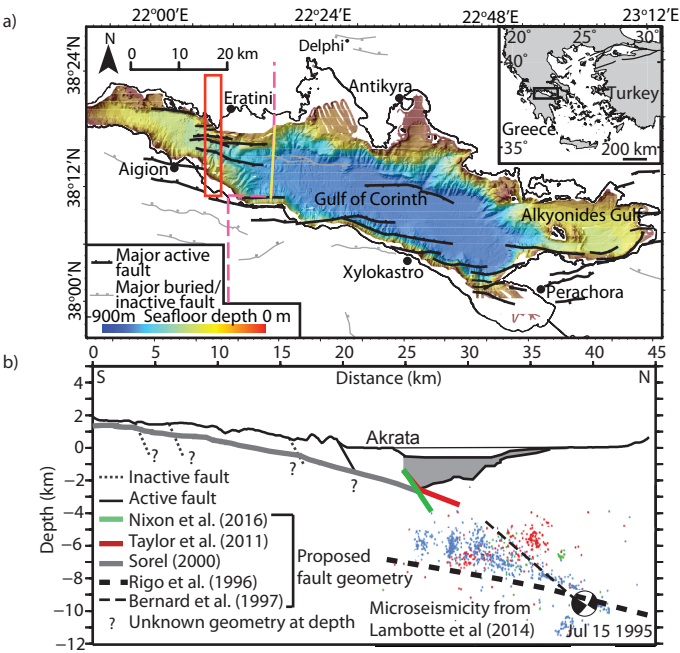 a)
22°00'E 22°24'E 22°48'E 23°12'E
N
0 10 20 km
38°24'N
38°12'N
38°00'N
Delphi
Eratini
Antikyra
Aigion
Gulf of Corinth
Alkyonides Gulf
Xylokastro
Perachora
20° 25° 30°
40°
35°
Turkey
Greece
200 km
Major active
fault
Major buried/
inactive fault
-900m Seafloor depth 0 m
b)
0 5 10 15 20 25 30 35 40 45
Distance (km)
S N
Depth (km)
4
2
0
−2
−4
−6
−8
−10
−12
Akrata
? ? ? ?
Inactive fault
Active fault
Nixon et al. (2016)
Taylor et al. (2011)
Sorel (2000)
Rigo et al. (1996)
Bernard et al. (1997)
? Unknown geometry at depth
Proposed
fault geometry
Microseismicity from
Lambotte et al (2014)
Jul 15 1995